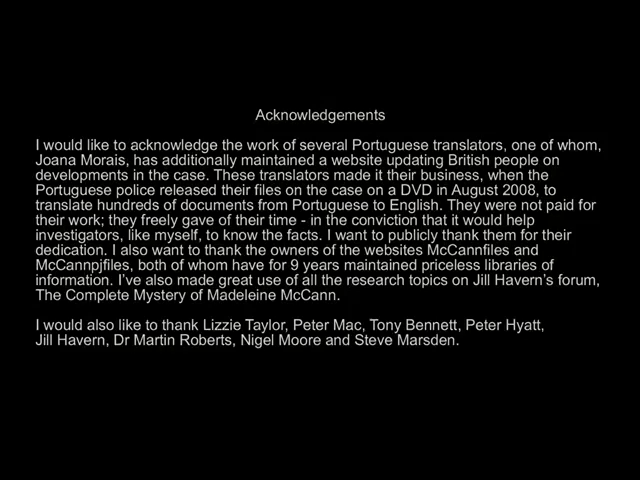 Acknowledgements
I would like to acknowledge the work of several Portuguese translators, one of whom,
Joana Morais, has additionally maintained a website updating British people on
developments in the case. These translators made it their business, when the
Portuguese police released their files on the case on a DVD in August 2008, to
translate hundreds of documents from Portuguese to English. They were not paid for
their work; they freely gave of their time - in the conviction that it would help
investigators, like myself, to know the facts. I want to publicly thank them for their
dedication. I also want to thank the owners of the websites McCannfiles and
McCannpjfiles, both of whom have for 9 years maintained priceless libraries of
information. I've also made great use of all the research topics on Jill Havern's forum,
The Complete Mystery of Madeleine McCann.
I would also like to thank Lizzie Taylor, Peter Mac, Tony Bennett, Peter Hyatt,
Jill Havern, Dr Martin Roberts, Nigel Moore and Steve Marsden.